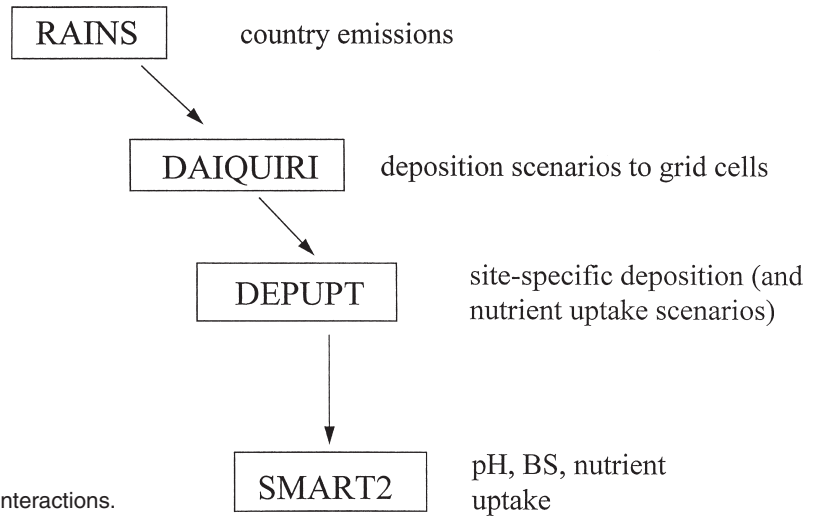 RAINS
country emissions
DAIQUIRI
deposition scenarios to grid cells
DEPUPT
site-specific deposition (and
nutrient uptake scenarios)
SMART2
pH, BS, nutrient
uptake
nteractions.